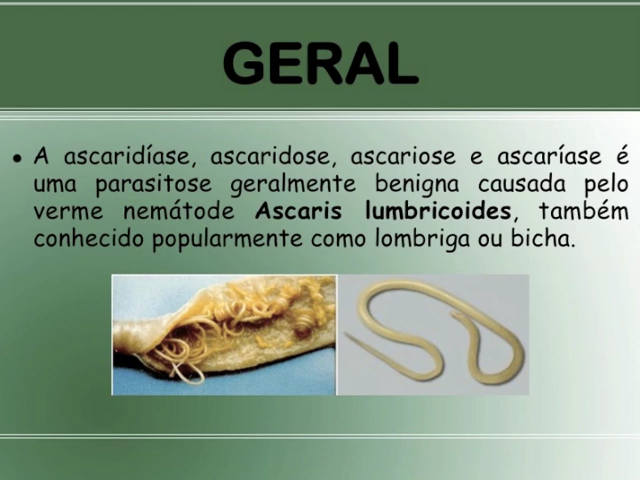 GERAL
• A ascaridíase, ascaridose, ascariose e ascaríase é
uma parasitose geralmente benigna causada pelo
verme nemátode Ascaris lumbricoides, também
conhecido popularmente como lombriga ou bicha.